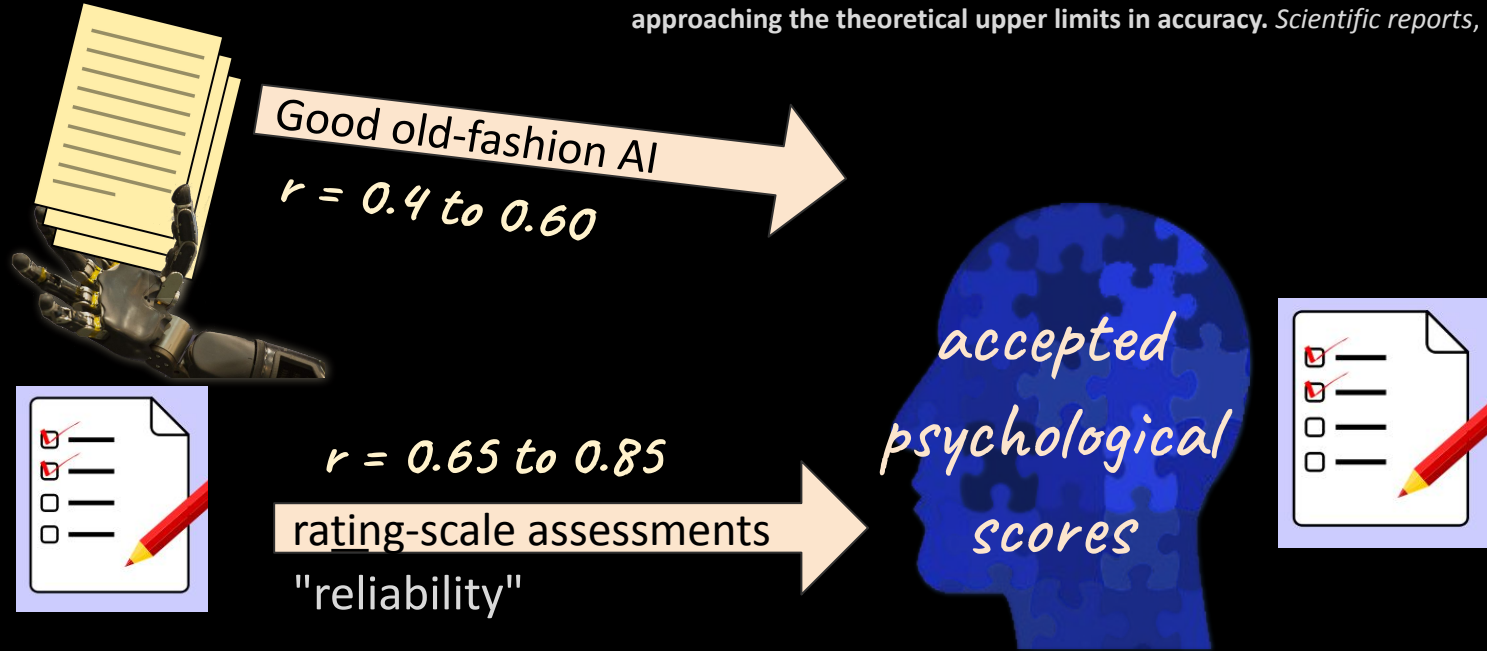 approaching the theoretical upper limits in accuracy. Scientific reports,
Good old-fashion AI
r = 0.4 to 0.60
accepted
psychological
scores
r = 0.65 to 0.85
rating-scale assessments
"reliability"